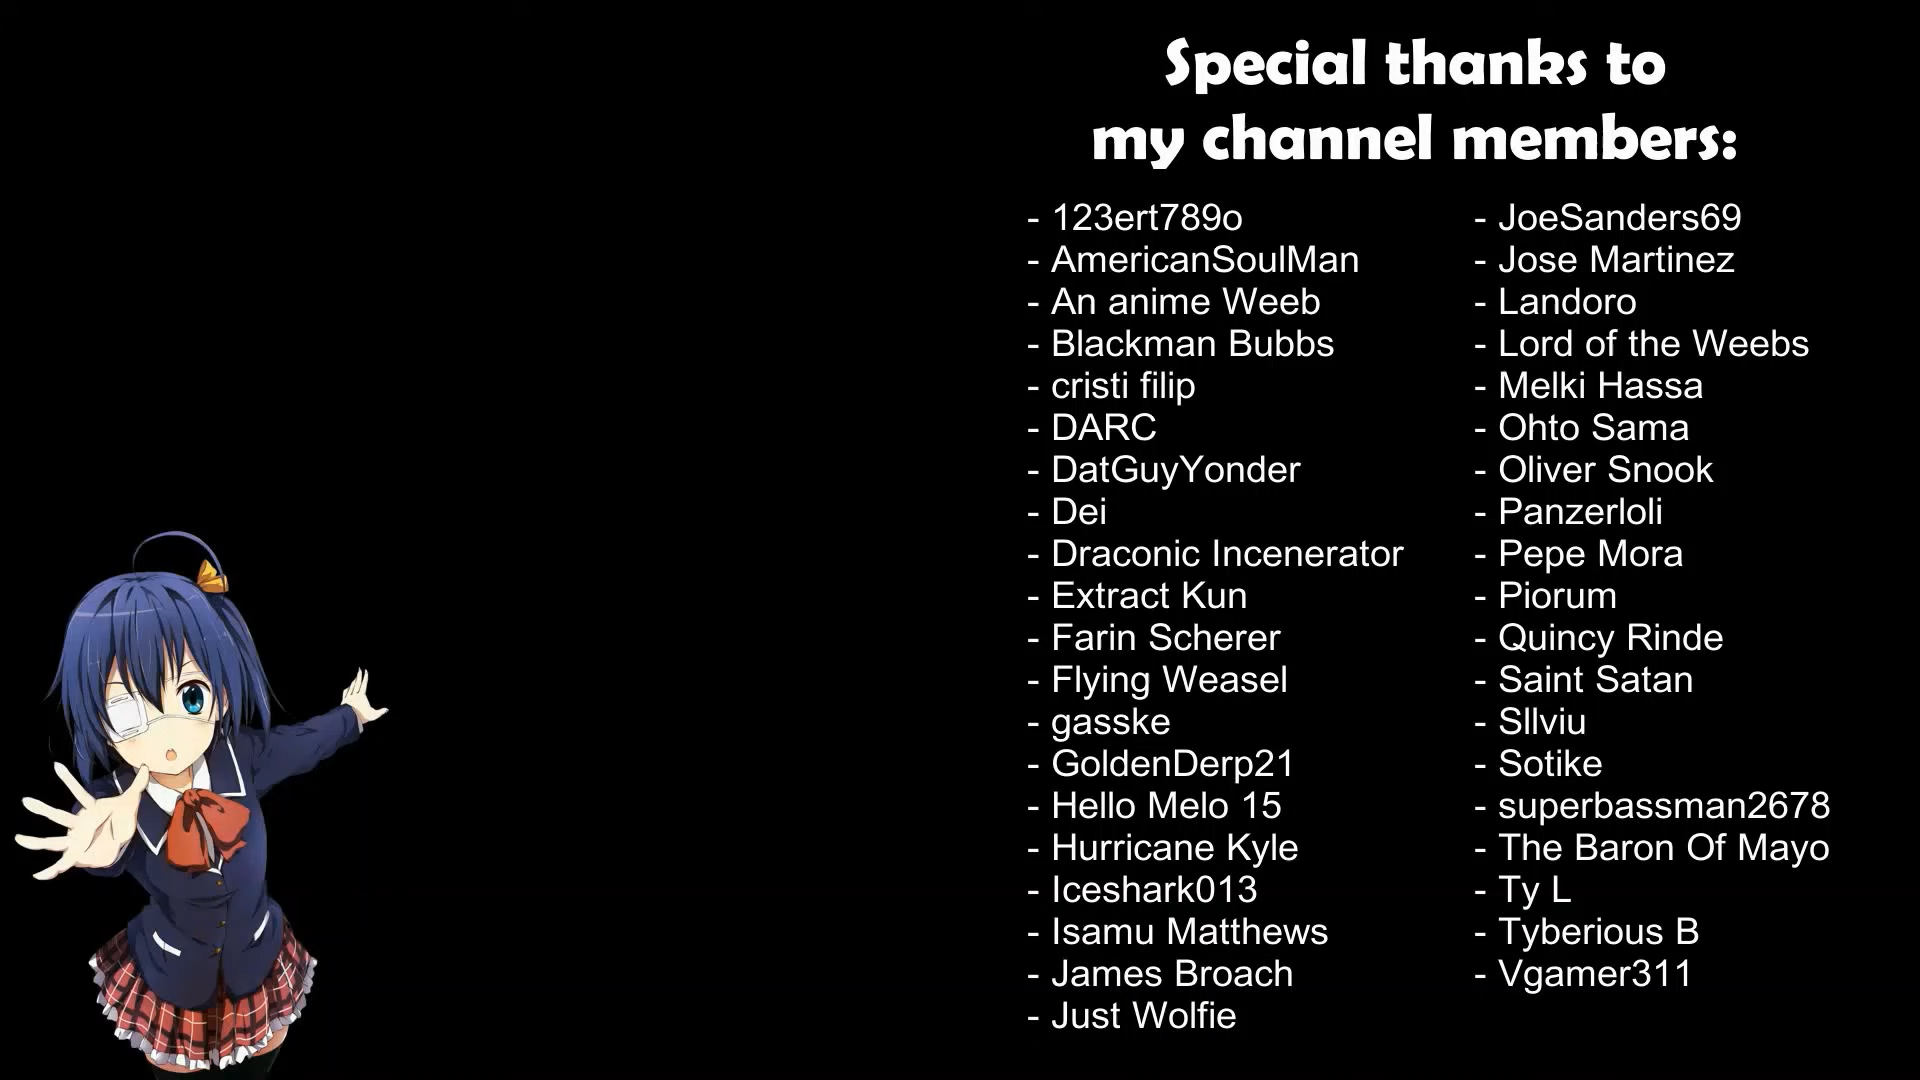 Special thanks to
my channel members:
- 123ert789o
- AmericanSoulMan
- An anime Weeb
- Blackman Bubbs
- cristi filip
- DARC
- DatGuyYonder
- Dei
- Draconic Incenerator
- Extract Kun
- Farin Scherer
- Flying Weasel
- gasske
- GoldenDerp21
- Hello Melo 15
- Hurricane Kyle
- Iceshark013
- Isamu Matthews
- James Broach
- Just Wolfie
- JoeSanders69
- Jose Martinez
- Landoro
- Lord of the Weebs
- Melki Hassa
- Ohto Sama
- Oliver Snook
- Panzerloli
- Pepe Mora
- Piorum
- Quincy Rinde
- Saint Satan
- Sllviu
- Sotike
- superbassman2678
- The Baron Of Mayo
- Ty L
- Tyberious B
- Vgamer311